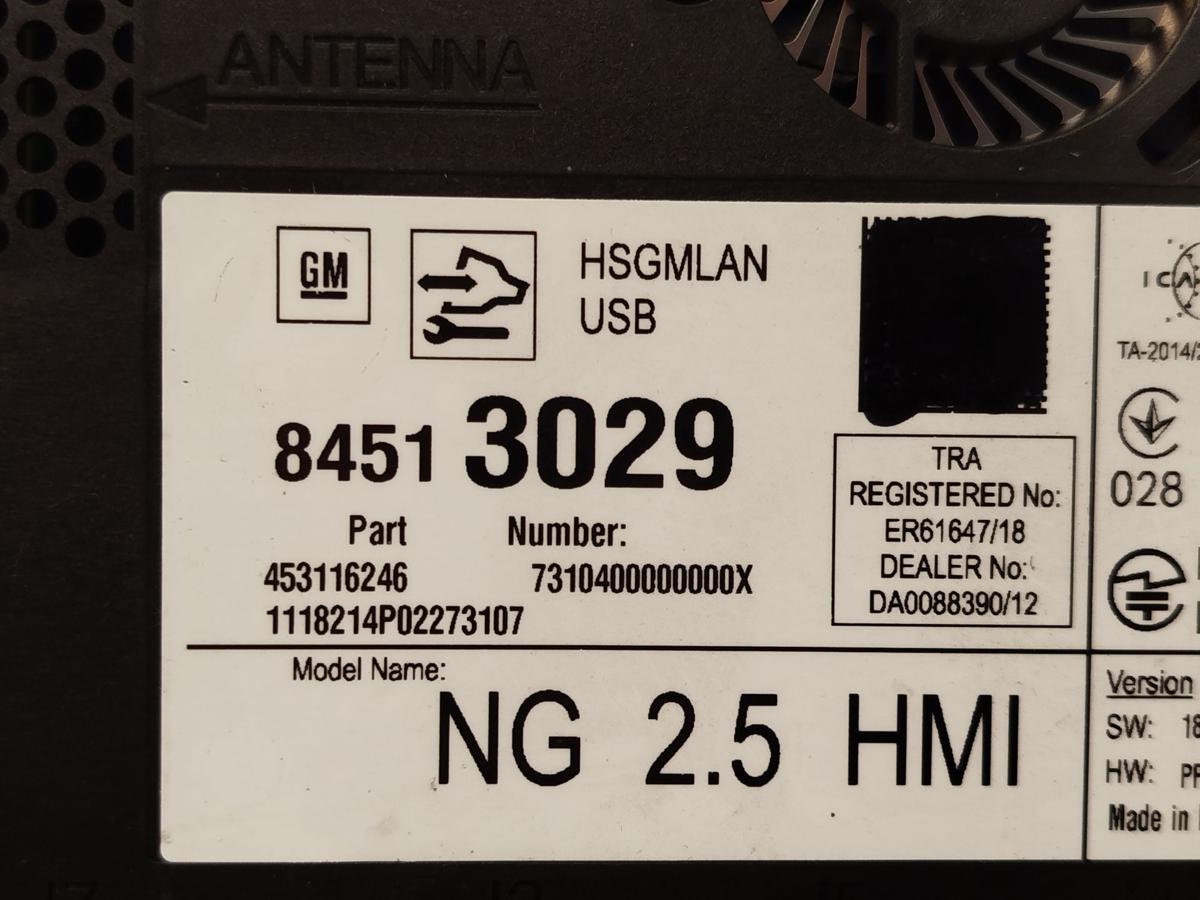 ANTENNA
GM
HSGMLAN
USB
8451 3029
Part Number:
453116246 7310400000000X
1118214P02273107
TRA
REGISTERED No:
ER61647/18
DEALER No:
DA0088390/12
Model Name:
NG 2.5 HMI
TA-2014/
028
Version
SW: 18
HW:
Made in